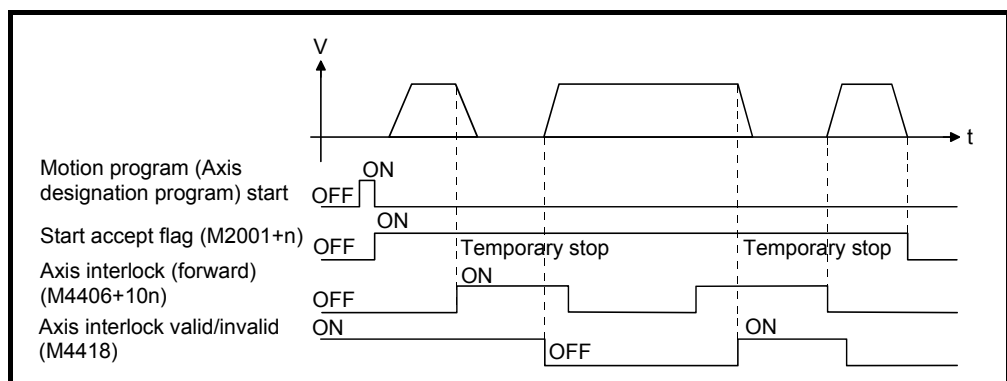 V
t
Motion program (Axis
designation program) start
OFF
ON
Start accept flag (M2001+n)
OFF
ON
Temporary stop
Temporary stop
Axis interlock (forward)
(M4406+10n)
OFF
ON
Axis interlock valid/invalid
(M4418)
ON
OFF
ON